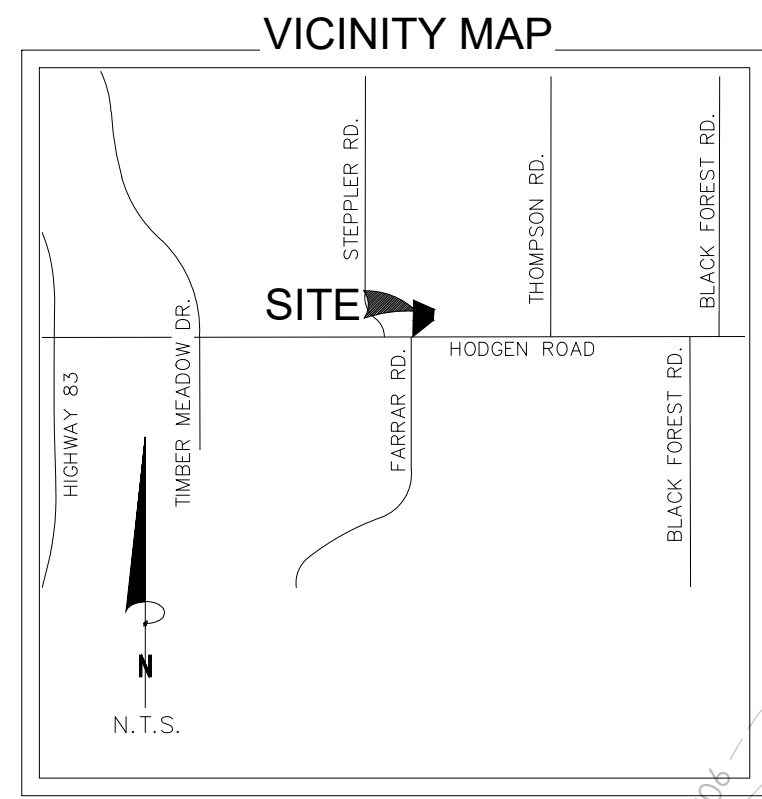 VICINITY MAP
STEPPLER RD.
THOMPSON RD.
BLACK FOREST RD.
SITE
HODGEN ROAD
HIGHWAY 83
TIMBER MEADOW DR.
FARRAR RD.
BLACK FOREST RD.
N
N.T.S.